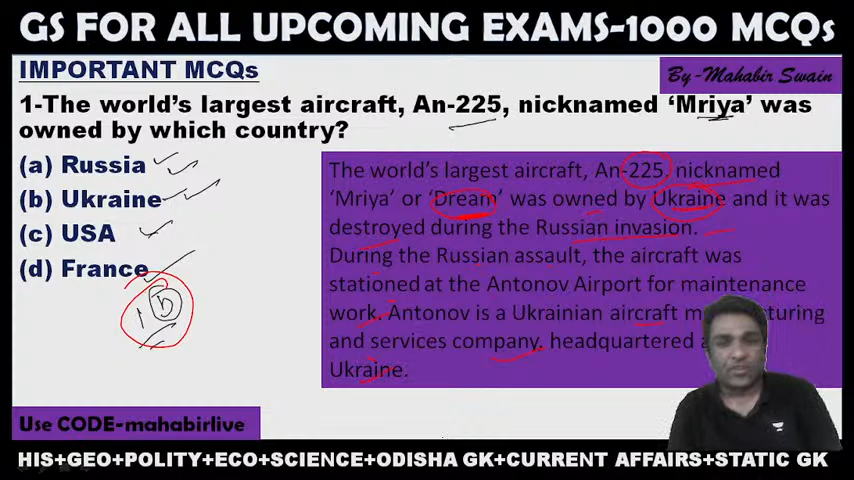 GS FOR ALL UPCOMING EXAMS-1000 MCQs
IMPORTANT MCQs
By-Mahabir Swain
1-The world's largest aircraft, An-225, nicknamed 'Mriya' was
owned by which country?
(a) Russia
(b) Ukraine
(c) USA
(d) France
1 b
The world's largest aircraft, An-225, nicknamed
'Mriya' or 'Dream' was owned by Ukraine and it was
destroyed during the Russian invasion.
During the Russian assault, the aircraft was
stationed at the Antonov Airport for maintenance
work. Antonov is a Ukrainian aircraft
and services company, headquartered
Ukraine.
Use CODE-mahabirlive
HIS+GEO+POLITY+ECO+SCIENCE+ODISHA GK+CURRENT AFFAIRS+STATIC GK